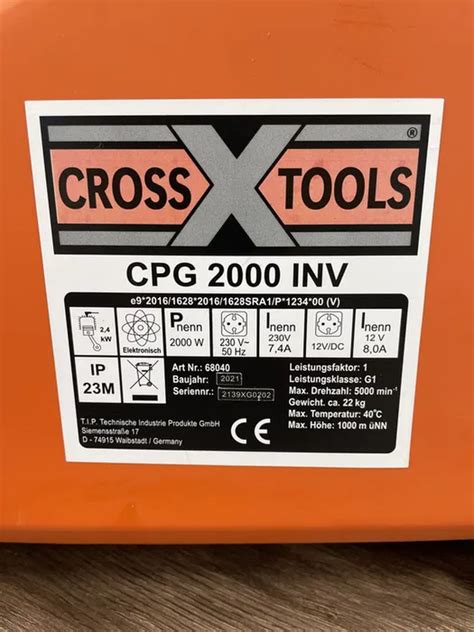 CROSS X TOOLS ®
CPG 2000 INV
e9*2016/1628*2016/1628SRA1/P*1234*00 (V)
2,4 kW
Elektronisch
Pnenn 2000 W
230 V~ 50 Hz
Inenn 230V 7,4A
12V/DC
Inenn 12 V 8,0A
IP 23M
Art Nr.: 68040
Baujahr: 2021
Seriennr.: 2139XG0202
T.I.P. Technische Industrie Produkte GmbH
Siemensstraße 17
D - 74915 Waibstadt / Germany
CE
Leistungsfaktor: 1
Leistungsklasse: G1
Max. Drehzahl: 5000 min⁻¹
Gewicht. ca. 22 kg
Max. Temperatur: 40°C
Max. Höhe: 1000 m üNN